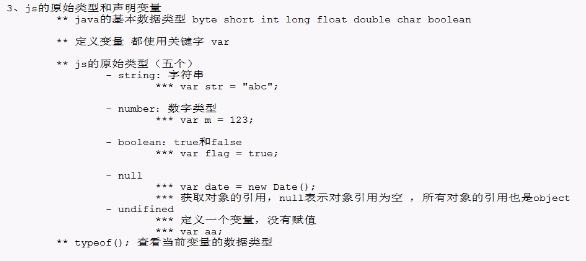 3、js的原始类型和声明变量
** java的基本数据类型 byte short int long float double char boolean
** 定义变量 都使用关键字 var
** js的原始类型（五个）
- string: 字符串
*** var str = "abc";
- number: 数字类型
*** var m = 123;
- boolean: true和false
*** var flag = true;
- null
*** var date = new Date();
*** 获取对象的引用，null表示对象引用为空 ，所有对象的引用也是object
- undifined
*** 定义一个变量，没有赋值
*** var aa;
** typeof(); 查看当前变量的数据类型